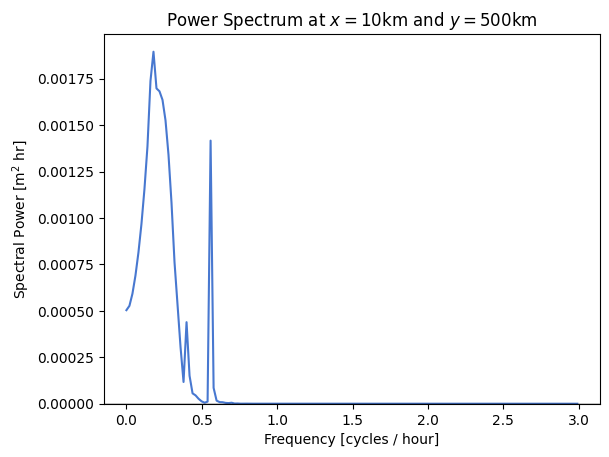 Power Spectrum at x = 10km and y = 500km
Spectral Power [m² hr]
0.00175
0.00150
0.00125
0.00100
0.00075
0.00050
0.00025
0.00000
0.0 0.5 1.0 1.5 2.0 2.5 3.0
Frequency [cycles / hour]